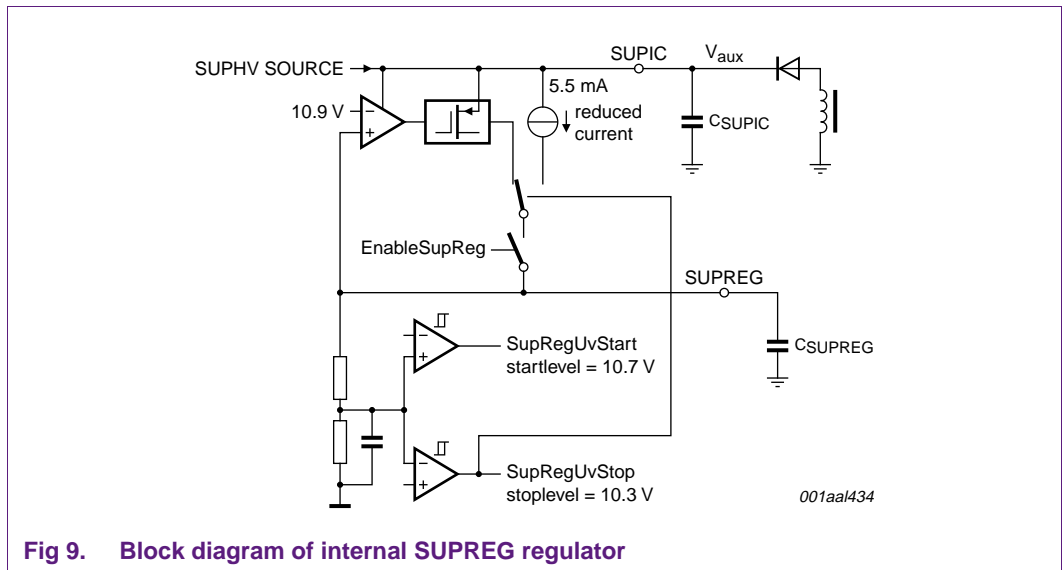 SUPIC
Vaux
SUPHV SOURCE
5.5 mA
reduced
current
10.9 V
−
+
CSUPIC
EnableSupReg
SUPREG
−
+
SupRegUvStart
startlevel = 10.7 V
CSUPREG
−
+
SupRegUvStop
stoplevel = 10.3 V
001aal434
Fig 9. Block diagram of internal SUPREG regulator